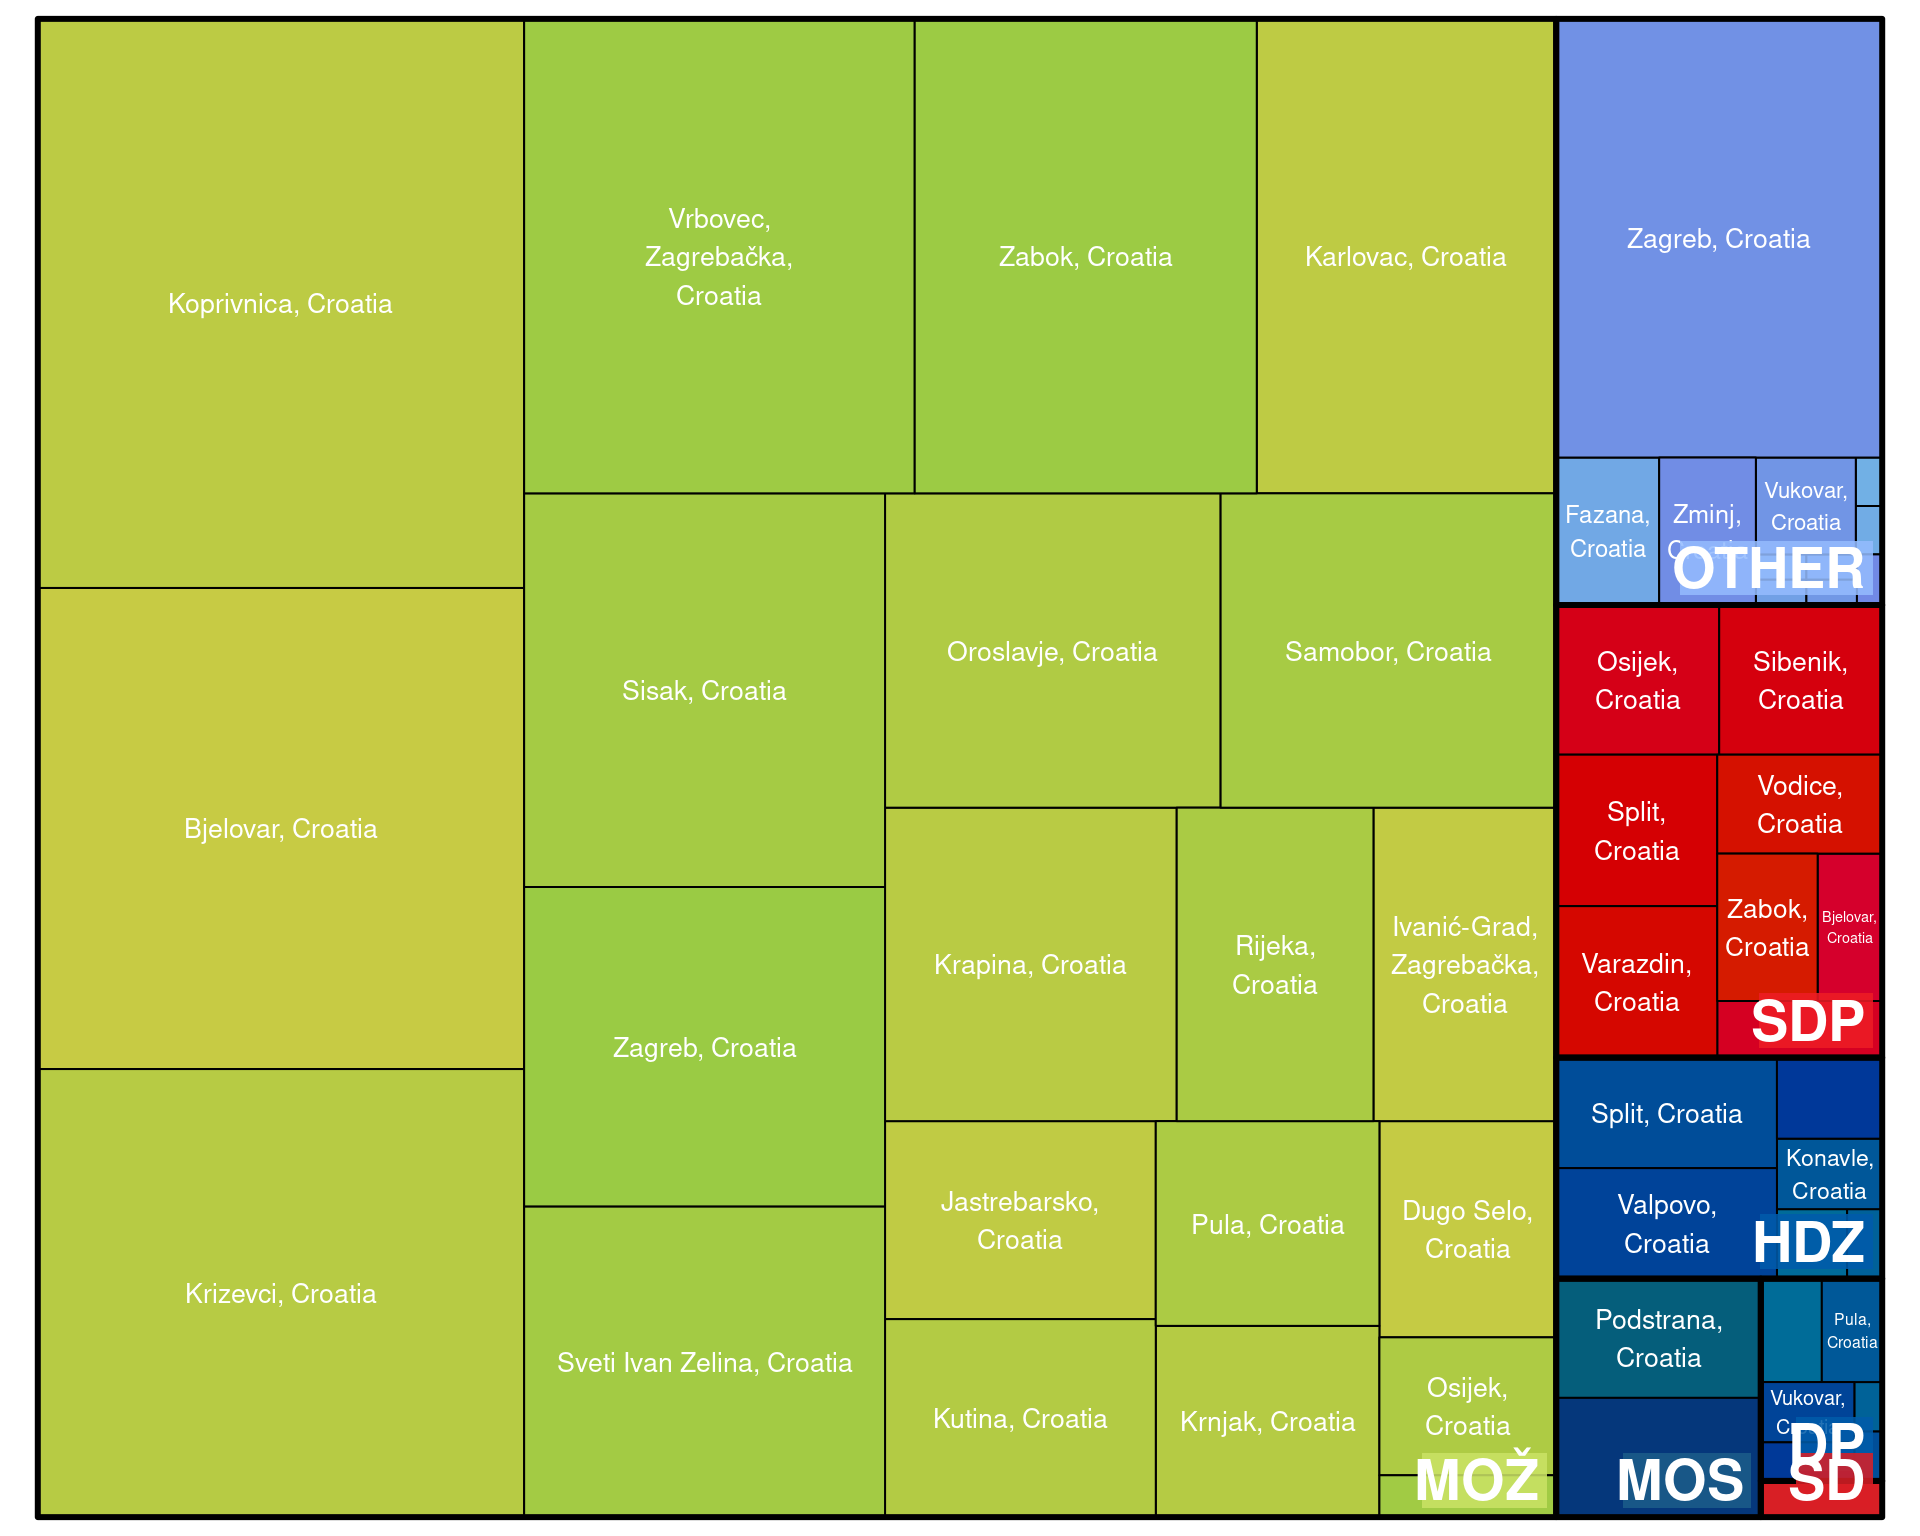 Koprivnica, Croatia
Bjelovar, Croatia
Krizevci, Croatia
Vrbovec,
Zagrebačka,
Croatia
Zabok, Croatia
Karlovac, Croatia
Sisak, Croatia
Zagreb, Croatia
Sveti Ivan Zelina, Croatia
Oroslavje, Croatia
Samobor, Croatia
Krapina, Croatia
Rijeka,
Croatia
Ivanić-Grad,
Zagrebačka,
Croatia
Jastrebarsko,
Croatia
Kutina, Croatia
Pula, Croatia
Krnjak, Croatia
Dugo Selo,
Croatia
Osijek,
Croatia
MOŽ
Zagreb, Croatia
Fazana,
Croatia
Zminj,
Vukovar,
Croatia
OTHER
Osijek,
Croatia
Sibenik,
Croatia
Split,
Croatia
Vodice,
Croatia
Varazdin,
Croatia
Zabok,
Croatia
Bjelovar,
Croatia
SDP
Split, Croatia
Valpovo,
Croatia
Konavle,
Croatia
HDZ
Podstrana,
Croatia
MOS
Pula,
Croatia
Vukovar,
DP
SD